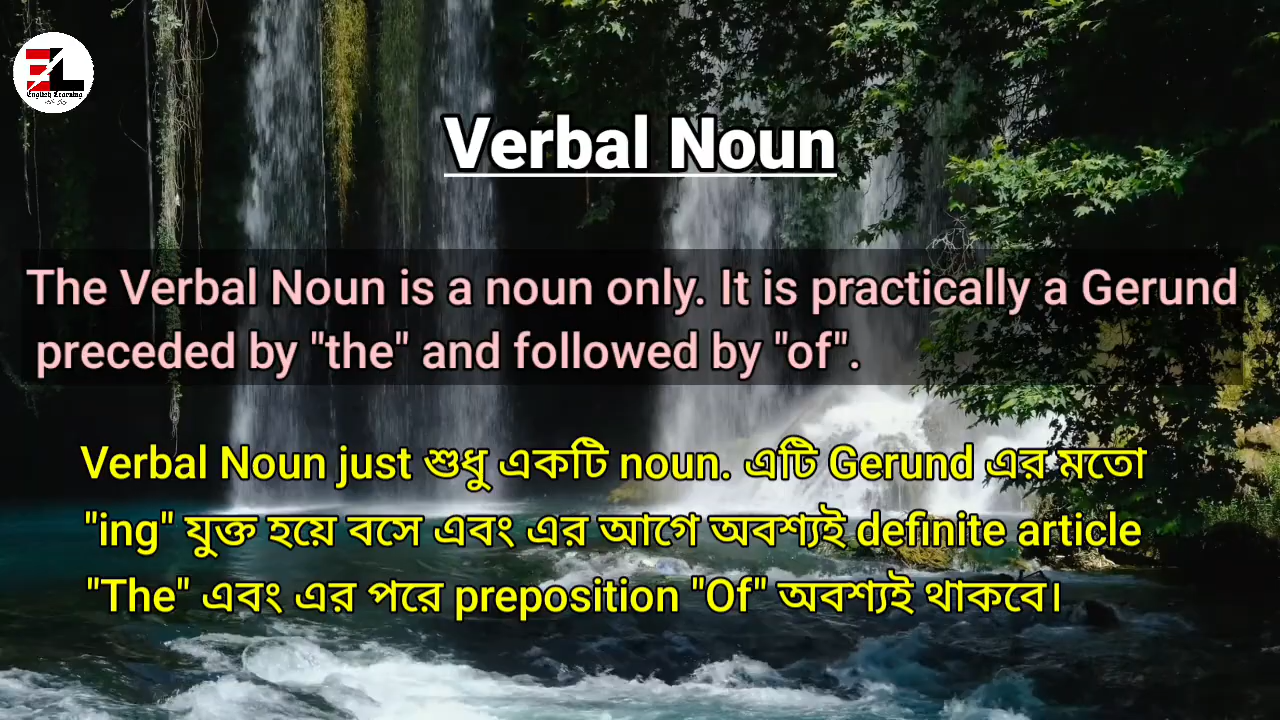 English Learning
Verbal Noun
The Verbal Noun is a noun only. It is practically a Gerund
preceded by "the" and followed by "of".
Verbal Noun just শুধু একটি noun. এটি Gerund এর মতো
"ing" যুক্ত হয়ে বসে এবং এর আগে অবশ্যই definite article
"The" এবং এর পরে preposition "Of" অবশ্যই থাকবে।